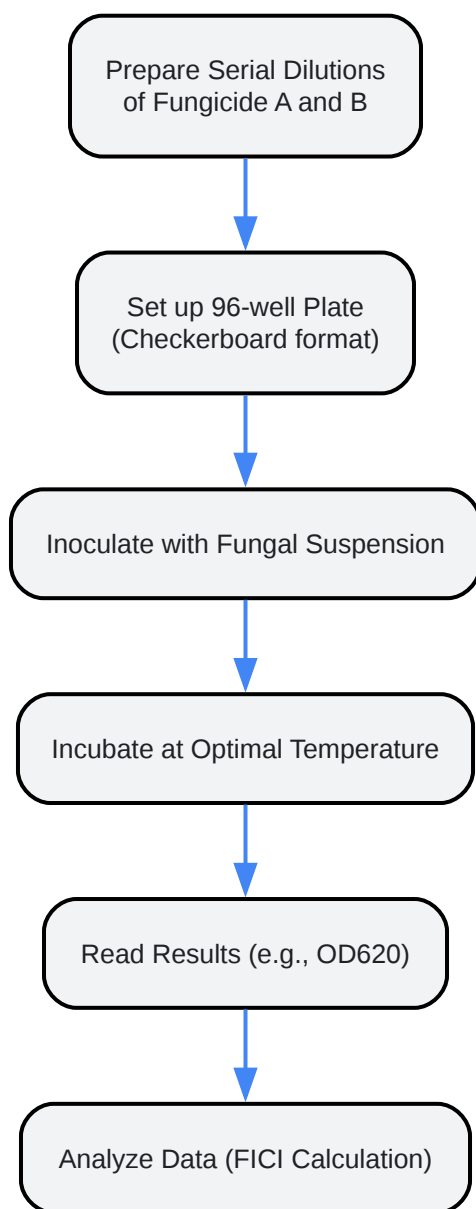 Prepare Serial Dilutions
of Fungicide A and B
Set up 96-well Plate
(Checkerboard format)
Inoculate with Fungal Suspension
Incubate at Optimal Temperature
Read Results (e.g., OD620)
Analyze Data (FICI Calculation)